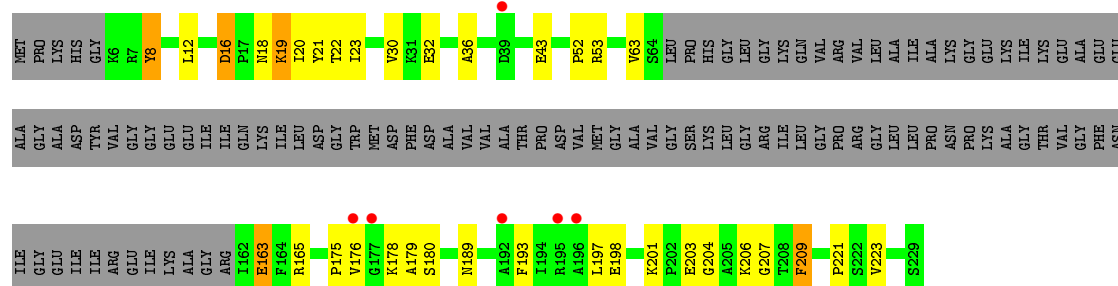 MET PRO LYS HIS GLY K6 R7 Y8 L12 D16 P17 N18 K19 I20 Y21 T22 I23 V30 K31 E32 A36 D39 E43 P52 R53 V63 S64 LEU PRO HIS GLY LEU GLY LYS GLN VAL ARG VAL LEU ALA ILE ALA LYS GLY GLU LYS ILE LYS GLU ALA GLU GLU
ALA GLY ALA ASP TYR VAL GLY GLY GLU GLU ILE ILE GLN LYS ILE LEU ASP GLY TRP MET ASP PHE ASP ALA VAL VAL ALA THR PRO ASP VAL MET GLY ALA VAL GLY SER LYS LEU GLY ARG ILE LEU GLY PRO ARG GLY LEU LEU PRO ASN PRO LYS ALA GLY THR VAL GLY PHE ASN
ILE GLY GLU ILE ILE ARG GLU ILE LYS ALA GLY ARG I162 E163 F164 R165 P175 V176 G177 K178 A179 S180 N189 A192 F193 I194 R195 A196 L197 E198 K201 P202 E203 G204 A205 K206 G207 T208 F209 P221 S222 V223 S229